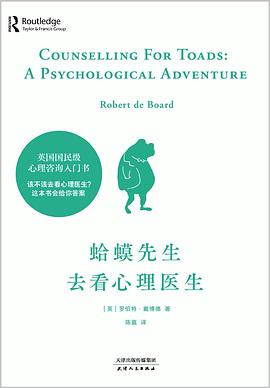 Routledge
Taylor & Francis Group
COUNSELLING FOR TOADS:
A PSYCHOLOGICAL ADVENTURE
Robert de Board
英国国民级
心理咨询入门书
该不该去看心理医生?
这本书会给你答案
蛤蟆先生
去看心理医生
[英] 罗伯特·戴博德 著
陈赢 译
天津出版传媒集团
天津人民出版社